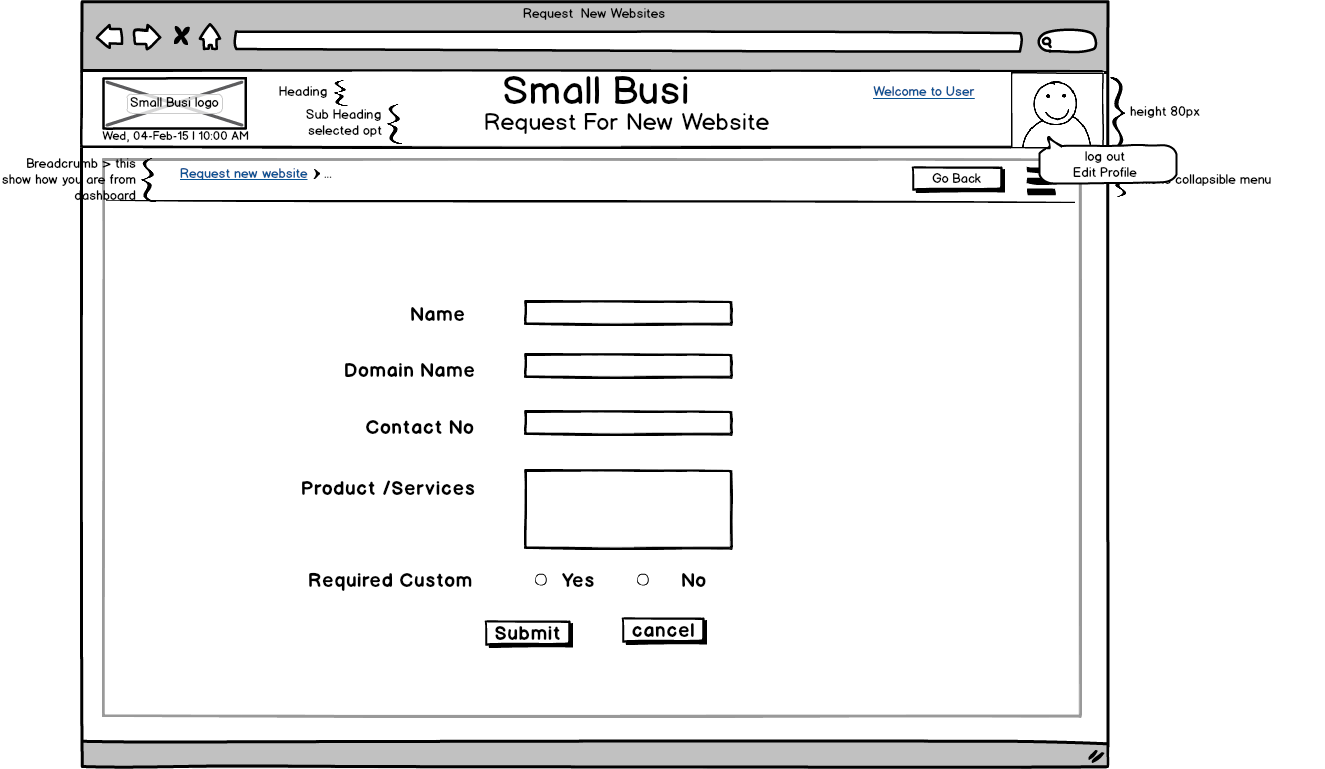 Request New Websites
Small Busi logo
Wed, 04-Feb-15 | 10:00 AM
Heading
Sub Heading
selected opt
Small Busi
Request For New Website
Welcome to User
height 80px
log out
Edit Profile
collapsible menu
Breadcrumb > this
show how you are from
dashboard
Request new website > ...
Go Back
Name
Domain Name
Contact No
Product /Services
Required Custom
Yes
No
Submit
cancel